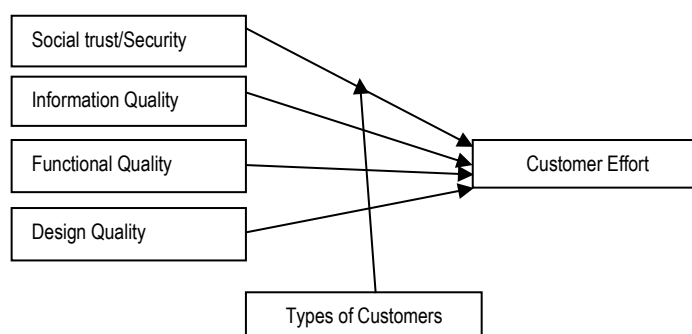 Social trust/Security
Information Quality
Functional Quality
Customer Effort
Design Quality
Types of Customers